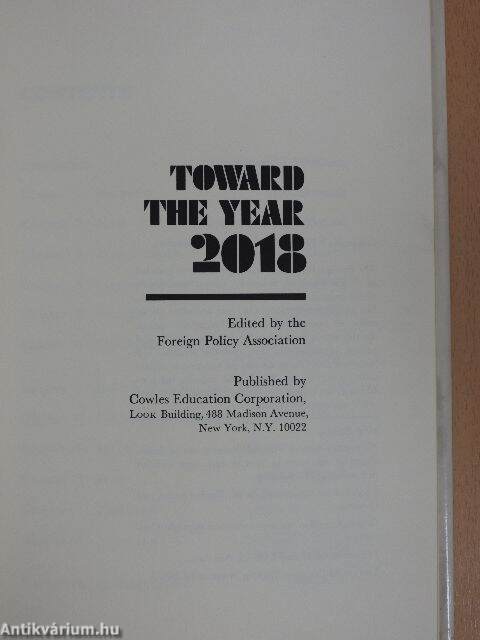 TOWARD
THE YEAR
2018
Edited by the
Foreign Policy Association
Published by
Cowles Education Corporation,
LOOK Building, 488 Madison Avenue,
New York, N.Y. 10022
Antikvárium.hu